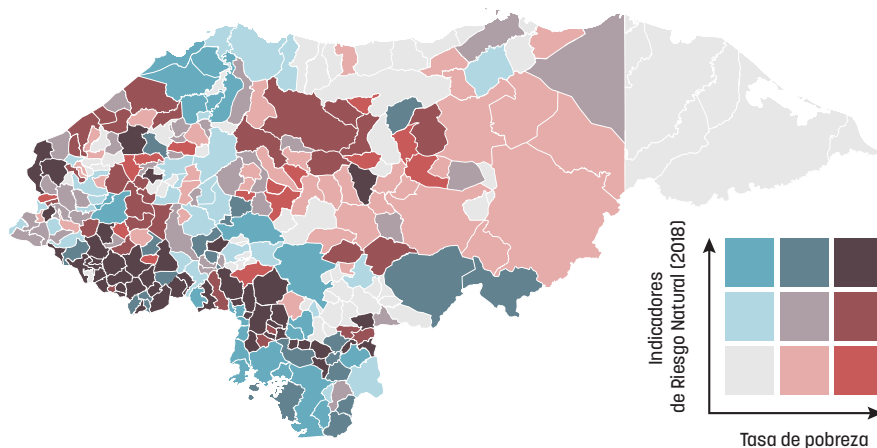 Indicadores
de Riesgo Natural (2018)
Tasa de pobreza